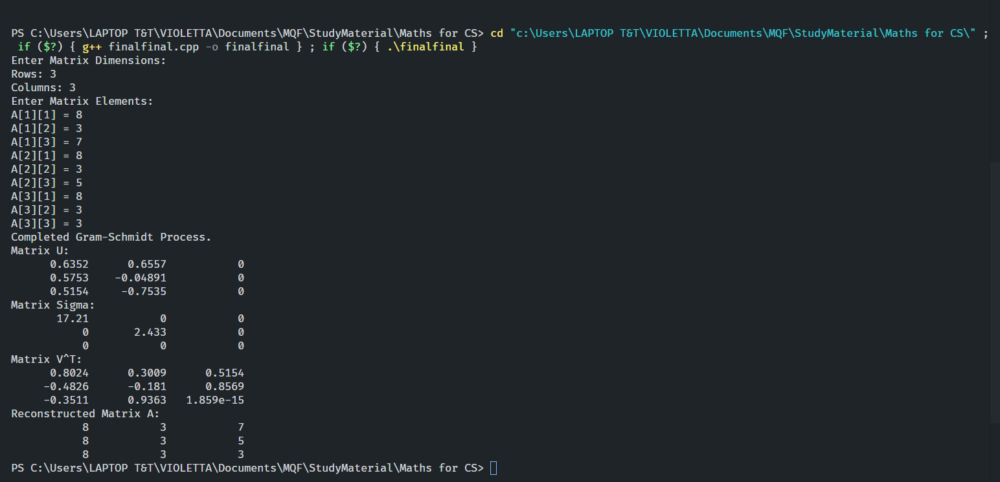 PS C:\Users\LAPTOP T&T\VIOLETTA\Documents\MQF\StudyMaterial\Maths for CS> cd "c:\Users\LAPTOP T&T\VIOLETTA\Documents\MQF\StudyMaterial\Maths for CS\" ;
if ($?) { g++ finalfinal.cpp -o finalfinal } ; if ($?) { .\finalfinal }
Enter Matrix Dimensions:
Rows: 3
Columns: 3
Enter Matrix Elements:
A[1][1] = 8
A[1][2] = 3
A[1][3] = 7
A[2][1] = 8
A[2][2] = 3
A[2][3] = 5
A[3][1] = 8
A[3][2] = 3
A[3][3] = 3
Completed Gram-Schmidt Process.
Matrix U:
0.6352 0.6557 0
0.5753 -0.04891 0
0.5154 -0.7535 0
Matrix Sigma:
17.21 0 0
0 2.433 0
0 0 0
Matrix V^T:
0.8024 0.3009 0.5154
-0.4826 -0.181 0.8569
-0.3511 0.9363 1.859e-15
Reconstructed Matrix A:
8 3 7
8 3 5
8 3 3
PS C:\Users\LAPTOP T&T\VIOLETTA\Documents\MQF\StudyMaterial\Maths for CS>